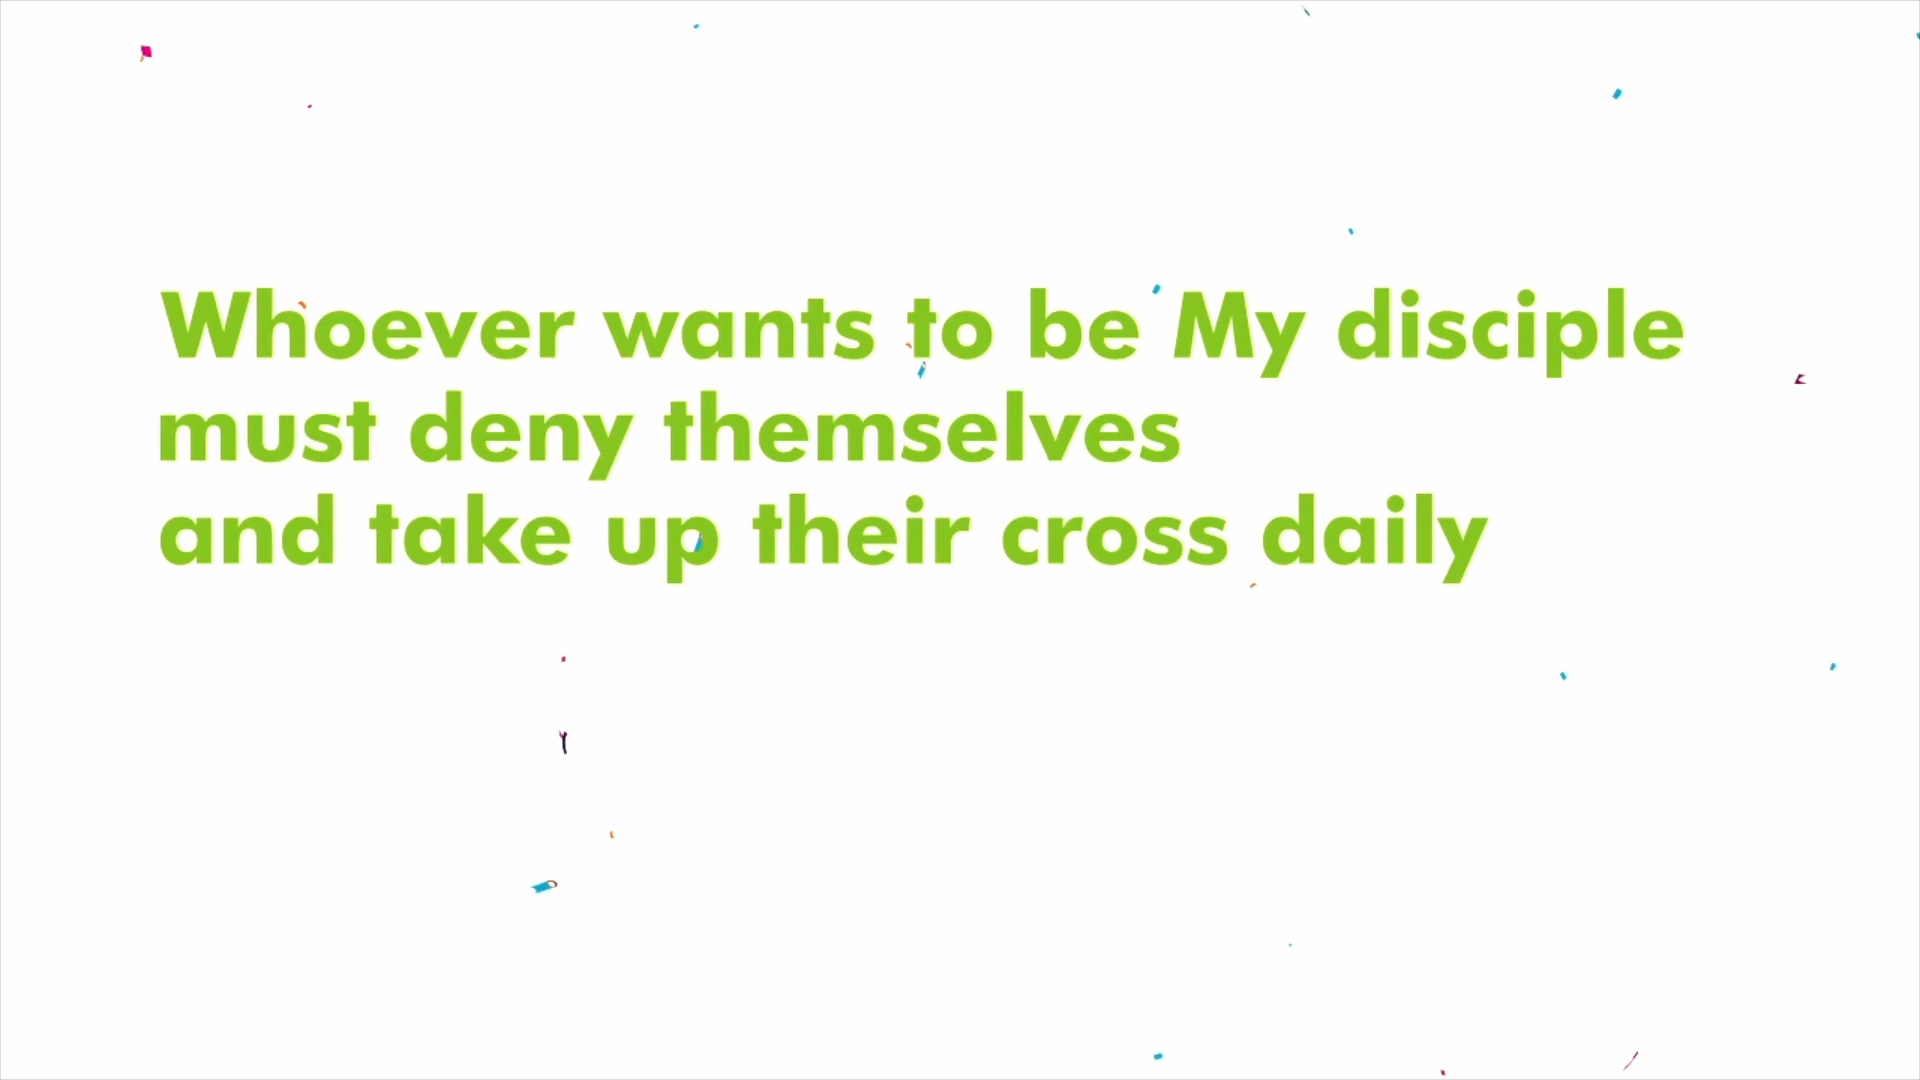 Whoever wants to be My disciple
must deny themselves
and take up their cross daily